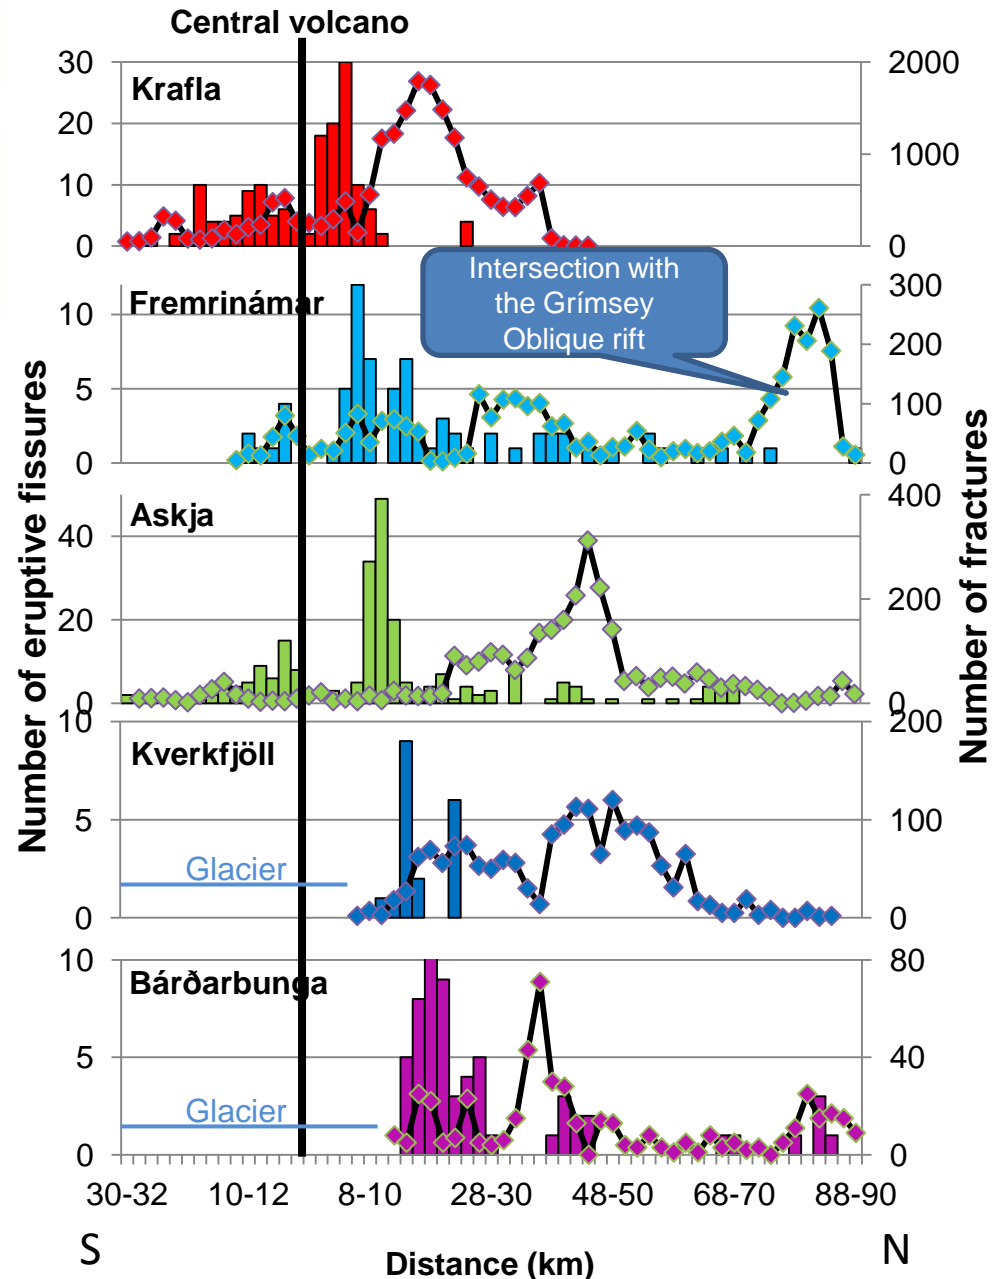 Central volcano
30
2000
Krafla
20
1000
10
0
0
Intersection with
the Grímsey
Oblique rift
Fremrinámar
300
10
200
5
100
0
0
Askja
400
40
200
20
0
0
Kverkfjöll
10
200
5
100
Glacier
0
0
Bárðarbunga
10
80
5
40
Glacier
0
0
Number of eruptive fissures
Number of fractures
30-32 10-12 8-10 28-30 48-50 68-70 88-90
S
Distance (km)
N